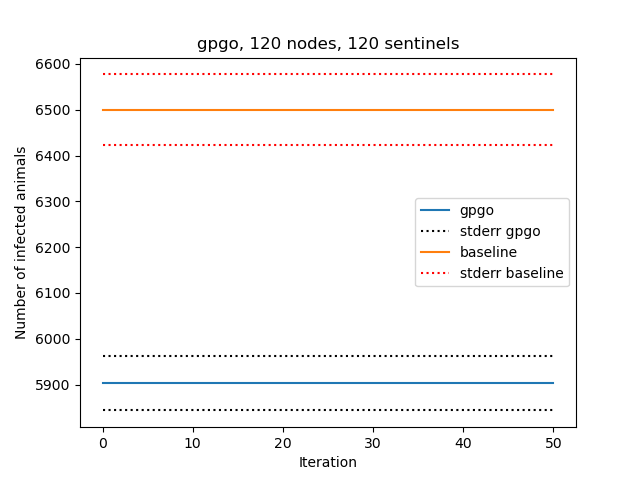 gpgo, 120 nodes, 120 sentinels
6600
6500
6400
6300
6200
6100
6000
5900
Number of infected animals
gpgo
stderr gpgo
baseline
stderr baseline
0 10 20 30 40 50
Iteration